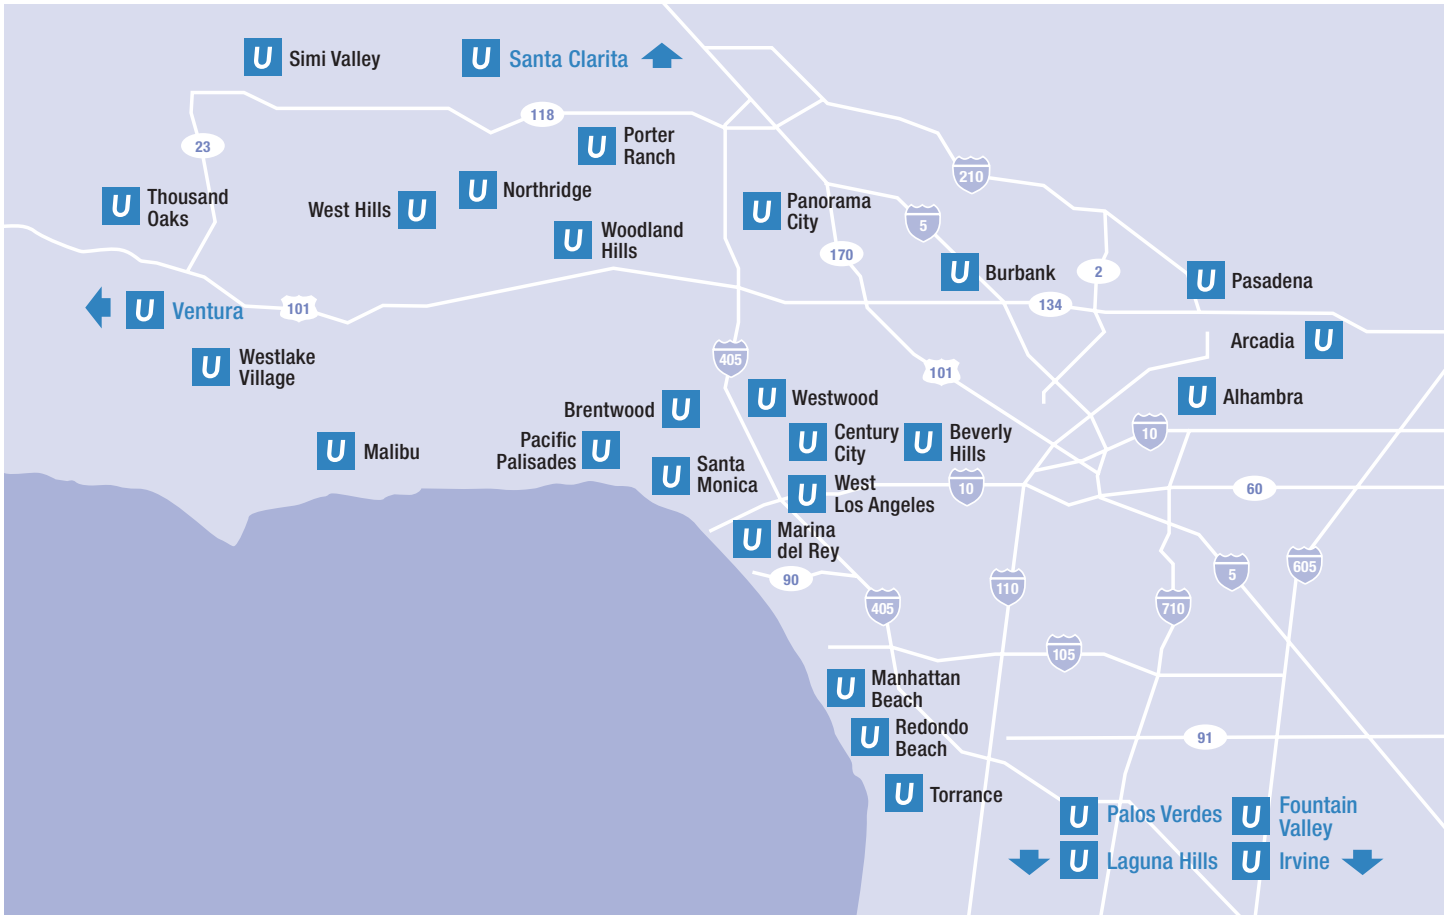 U Simi Valley
U Santa Clarita
118
23
U Porter
Ranch
U Northridge
U Thousand
Oaks
West Hills U
U Woodland
Hills
U Panorama
City
210
5
170
U Burbank
2
U Pasadena
134
U Ventura
101
Arcadia U
405
101
U Westlake
Village
Brentwood U
U Westwood
U Alhambra
U Malibu
Pacific
Palisades U
U Century
City
U Beverly
Hills
10
U Santa
Monica
U West
Los Angeles
10
60
U Marina
del Rey
90
405
110
710
5
605
105
U Manhattan
Beach
U Redondo
Beach
91
U Torrance
U Palos Verdes
U Fountain
Valley
U Laguna Hills
U Irvine